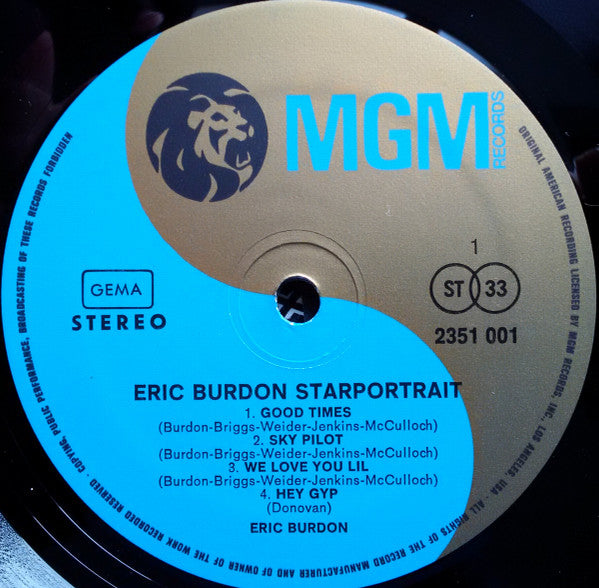 MGM
RECORDS
1
ST 33
2351 001
GEMA
STEREO
ERIC BURDON STARPORTRAIT
1. GOOD TIMES
(Burdon-Briggs-Weider-Jenkins-McCulloch)
2. SKY PILOT
(Burdon-Briggs-Weider-Jenkins-McCulloch)
3. WE LOVE YOU LIL
(Burdon-Briggs-Weider-Jenkins-McCulloch)
4. HEY GYP
(Donovan)
ERIC BURDON
ORIGINAL AMERICAN RECORDING LICENSED BY MGM RECORDS, INC, LOS ANGELES, USA - ALL RIGHTS OF THE RECORD MANUFACTURER AND OF OWNER OF THE WORK RECORDED RESERVED - COPYING, PUBLIC PERFORMANCE, BROADCASTING OF THESE RECORDS FORBIDDEN